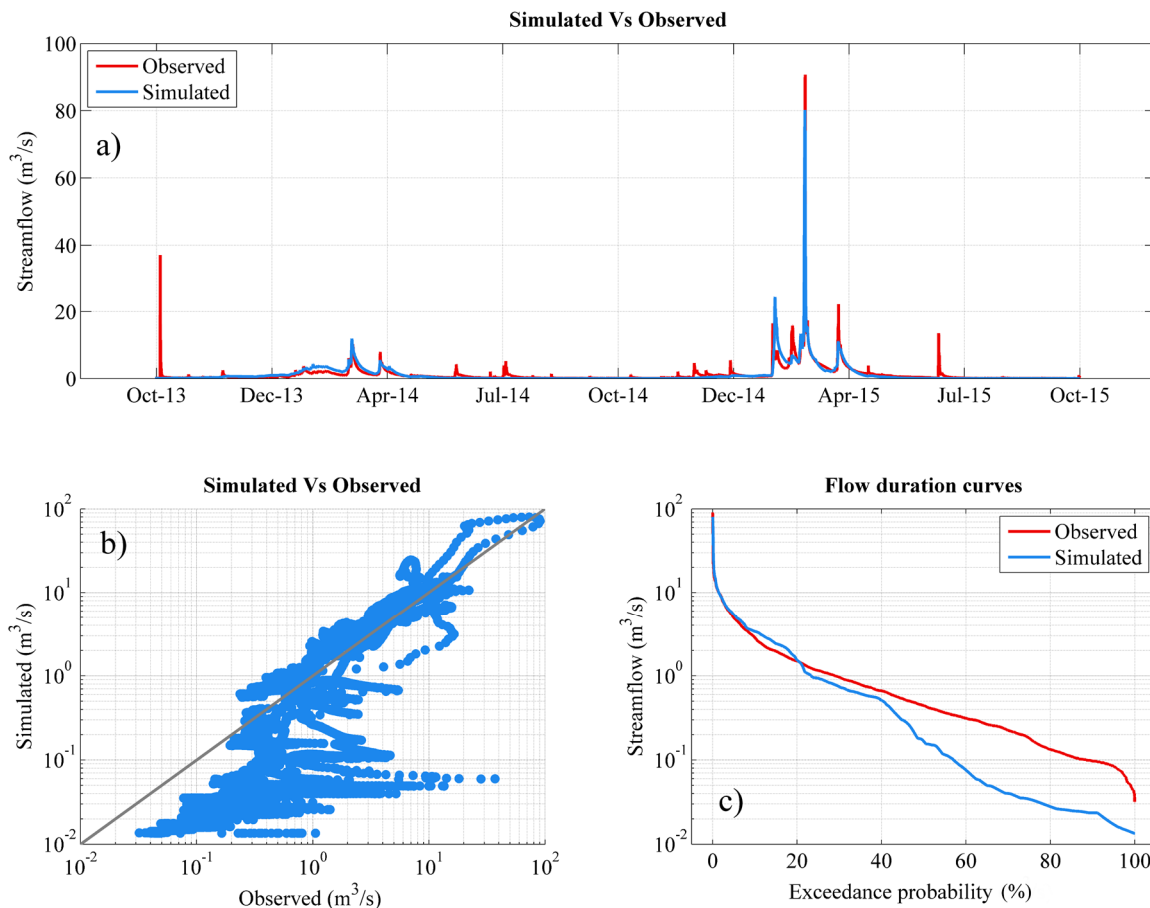 Simulated Vs Observed
100
80
60
40
20
0
Streamflow (m³/s)
Observed
Simulated
a)
Oct-13 Dec-13 Apr-14 Jul-14 Oct-14 Dec-14 Apr-15 Jul-15 Oct-15
Simulated Vs Observed
10²
10¹
10⁰
10⁻¹
10⁻²
Simulated (m³/s)
b)
10⁻² 10⁻¹ 10⁰ 10¹ 10²
Observed (m³/s)
Flow duration curves
10²
10¹
10⁰
10⁻¹
10⁻²
Streamflow (m³/s)
Observed
Simulated
c)
0 20 40 60 80 100
Exceedance probability (%)